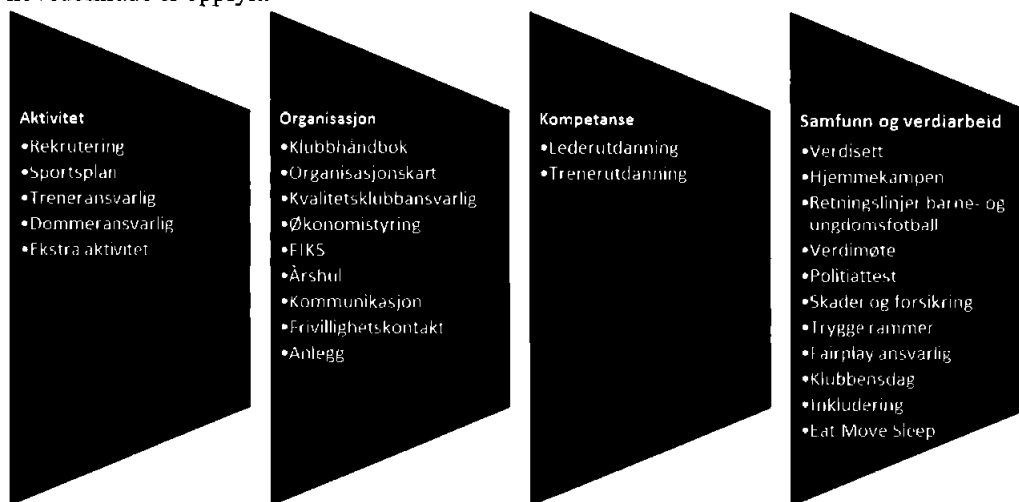 Aktivitet
•Rekrutering
•Sportsplan
•Treneransvarlig
•Dommeransvarlig
•Ekstra aktivitet
Organisasjon
•Klubbhåndbok
•Organisasjonskart
•Kvalitetsklubbansvarlig
•Økonomistyring
•FIKS
•Årshul
•Kommunikasjon
•Frivillighetskontakt
•Anlegg
Kompetanse
•Lederutdanning
•Trenerutdanning
Samfunn og verdiarbeid
•Verdisett
•Hjemmekampen
•Retningslinjer barne- og
ungdomsfotball
•Verdimøte
•Politiattest
•Skader og forsikring
•Trygge rammer
•Fairplay ansvarlig
•Klubbensdag
•Inkludering
•Eat Move Sleep